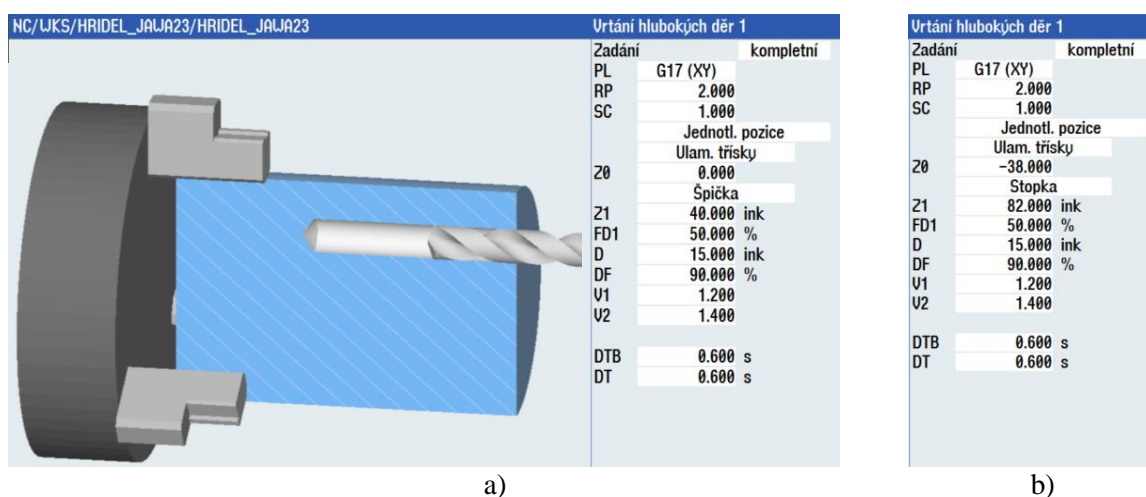 NC/WKS/HRIDEL_JAWA23/HRIDEL_JAWA23
Vrtání hlubokých děr 1
Zadání kompletní
PL G17 (XY)
RP 2.000
SC 1.000
Jednotl. pozice
Ulam. třísky
Z0 0.000
Špička
Z1 40.000 ink
FD1 50.000 %
D 15.000 ink
DF 90.000 %
V1 1.200
V2 1.400
DTB 0.600 s
DT 0.600 s
a)
Vrtání hlubokých děr 1
Zadání kompletní
PL G17 (XY)
RP 2.000
SC 1.000
Jednotl. pozice
Ulam. třísky
Z0 -38.000
Stopka
Z1 82.000 ink
FD1 50.000 %
D 15.000 ink
DF 90.000 %
V1 1.200
V2 1.400
DTB 0.600 s
DT 0.600 s
b)